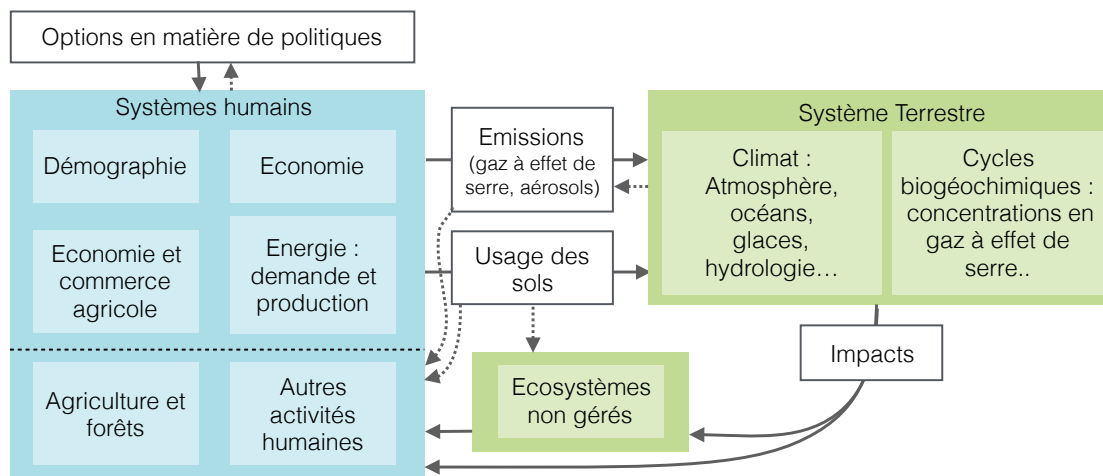 Options en matière de politiques
Systèmes humains
Démographie
Economie
Economie et
commerce
agricole
Energie :
demande et
production
Agriculture et
forêts
Autres
activités
humaines
Emissions
(gaz à effet de
serre, aérosols)
Usage des
sols
Ecosystèmes
non gérés
Système Terrestre
Climat :
Atmosphère,
océans,
glaces,
hydrologie…
Cycles
biogéochimiques :
concentrations en
gaz à effet de
serre..
Impacts